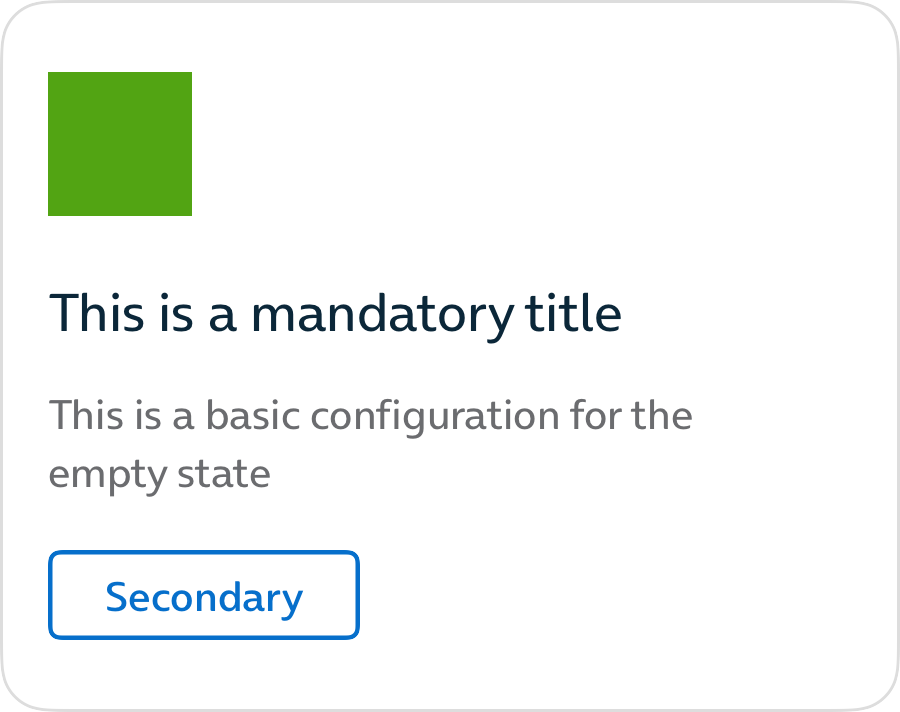 This is a mandatory title
This is a basic configuration for the
empty state
Secondary